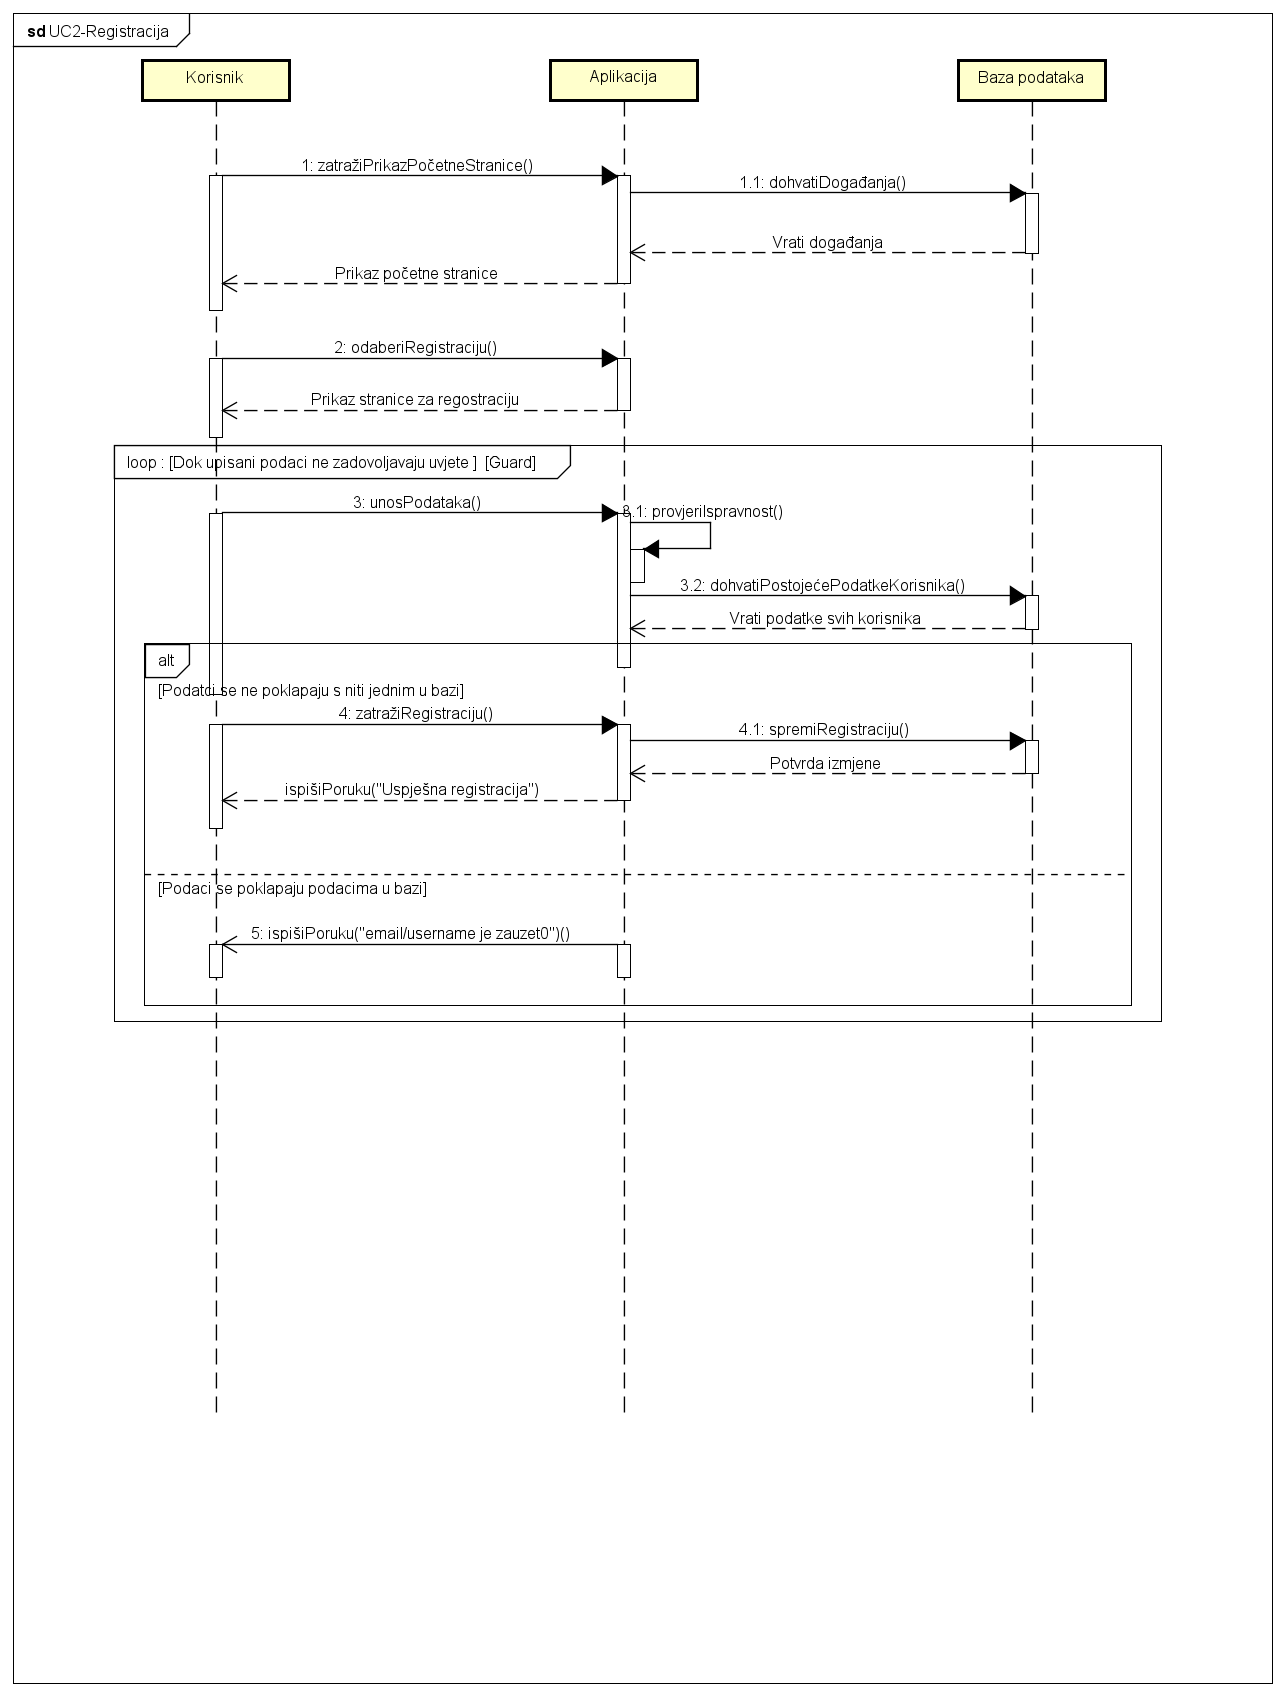 sd UC2-Registracija
Korisnik
Aplikacija
Baza podataka
1: zatražiPrikazPočetneStranice()
1.1: dohvatiDogađanja()
Vrati događanja
Prikaz početne stranice
2: odaberiRegistraciju()
Prikaz stranice za regostraciju
loop : [Dok upisani podaci ne zadovoljavaju uvjete ] [Guard]
3: unosPodataka()
3.1: provjeriIspravnost()
3.2: dohvatiPostojećePodatkeKorisnika()
Vrati podatke svih korisnika
alt
[Podatci se ne poklapaju s niti jednim u bazi]
4: zatražiRegistraciju()
4.1: spremiRegistraciju()
Potvrda izmjene
ispišiPoruku("Uspješna registracija")
[Podaci se poklapaju podacima u bazi]
5: ispišiPoruku("email/username je zauzet0")()